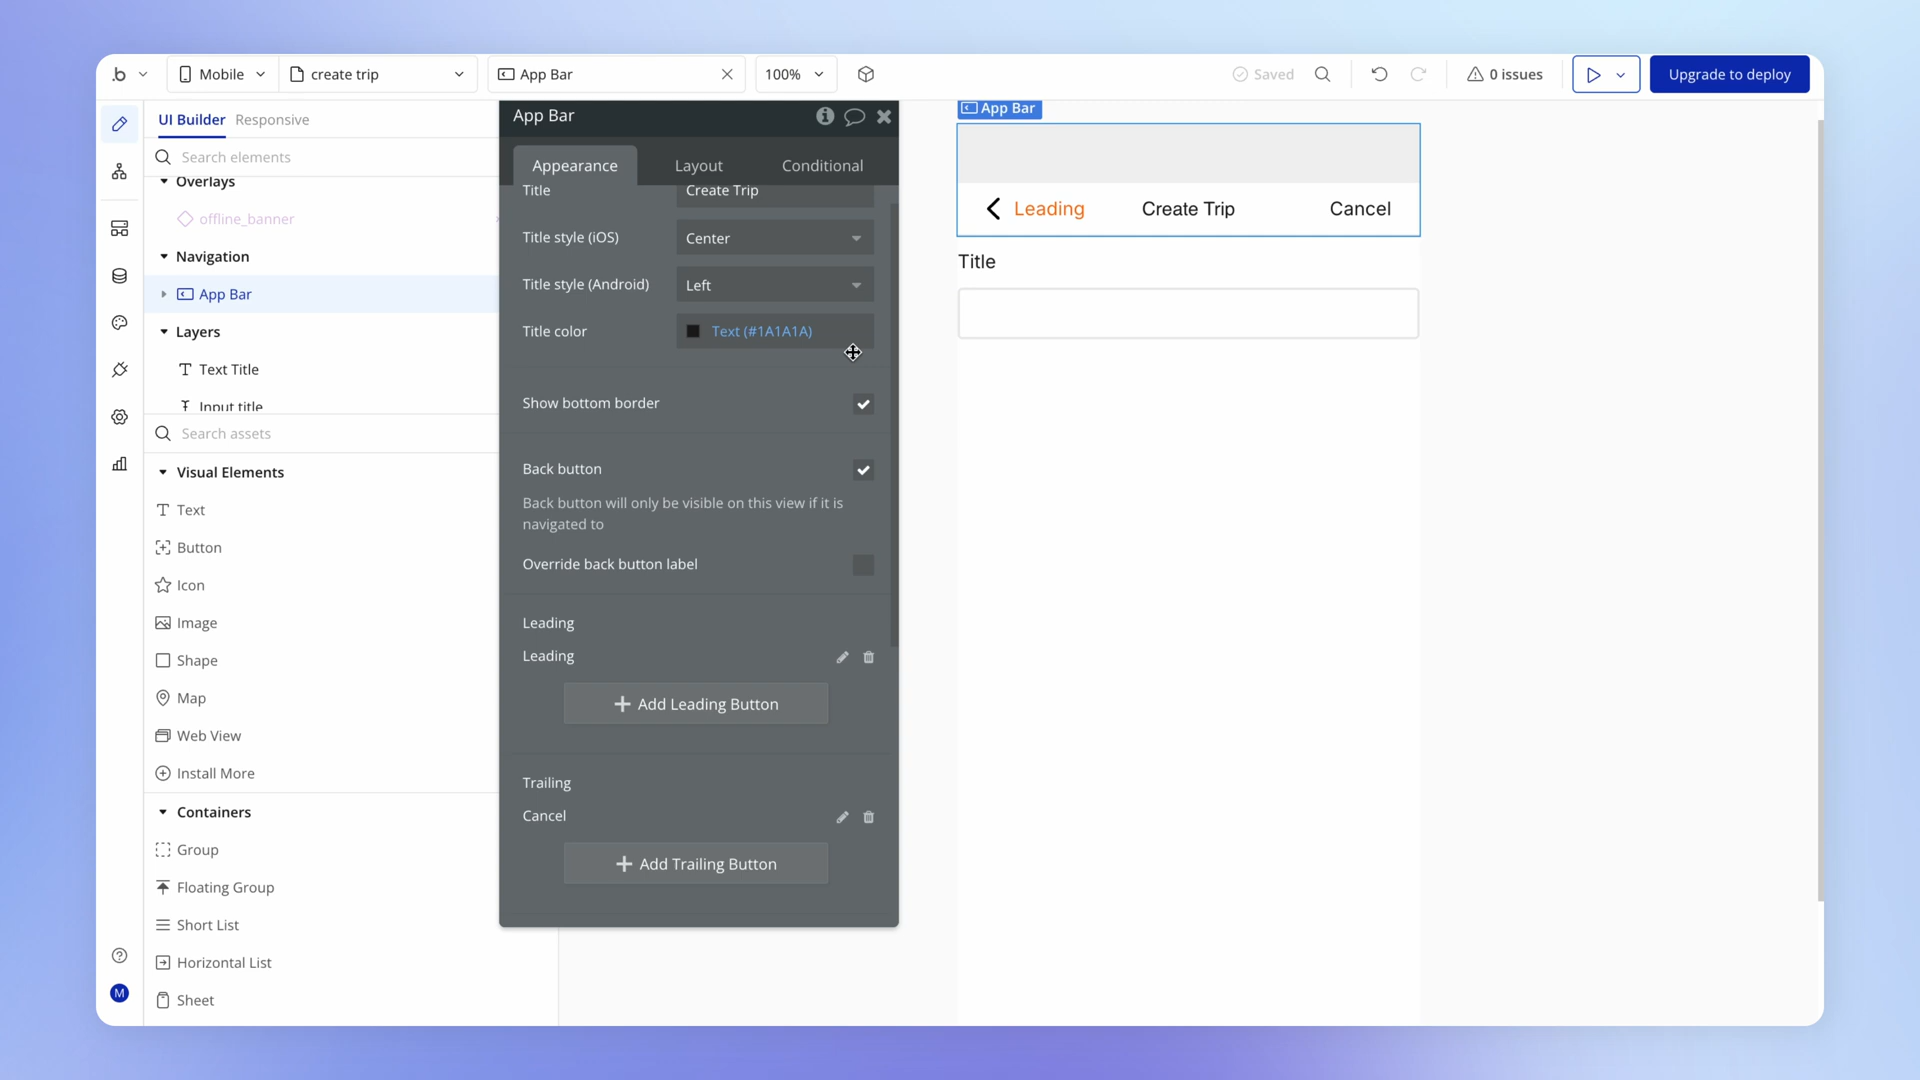 .b
Mobile
create trip
App Bar
100%
Saved
0 issues
Upgrade to deploy
UI Builder
Responsive
Search elements
Overlays
offline_banner
Navigation
App Bar
Layers
Text Title
Input title
Search assets
Visual Elements
Text
Button
Icon
Image
Shape
Map
Web View
Install More
Containers
Group
Floating Group
Short List
Horizontal List
Sheet
M
App Bar
Appearance
Layout
Conditional
Title
Create Trip
Title style (iOS)
Center
Title style (Android)
Left
Title color
Text (#1A1A1A)
Show bottom border
Back button
Back button will only be visible on this view if it is
navigated to
Override back button label
Leading
Leading
Add Leading Button
Trailing
Cancel
Add Trailing Button
App Bar
Leading
Create Trip
Cancel
Title